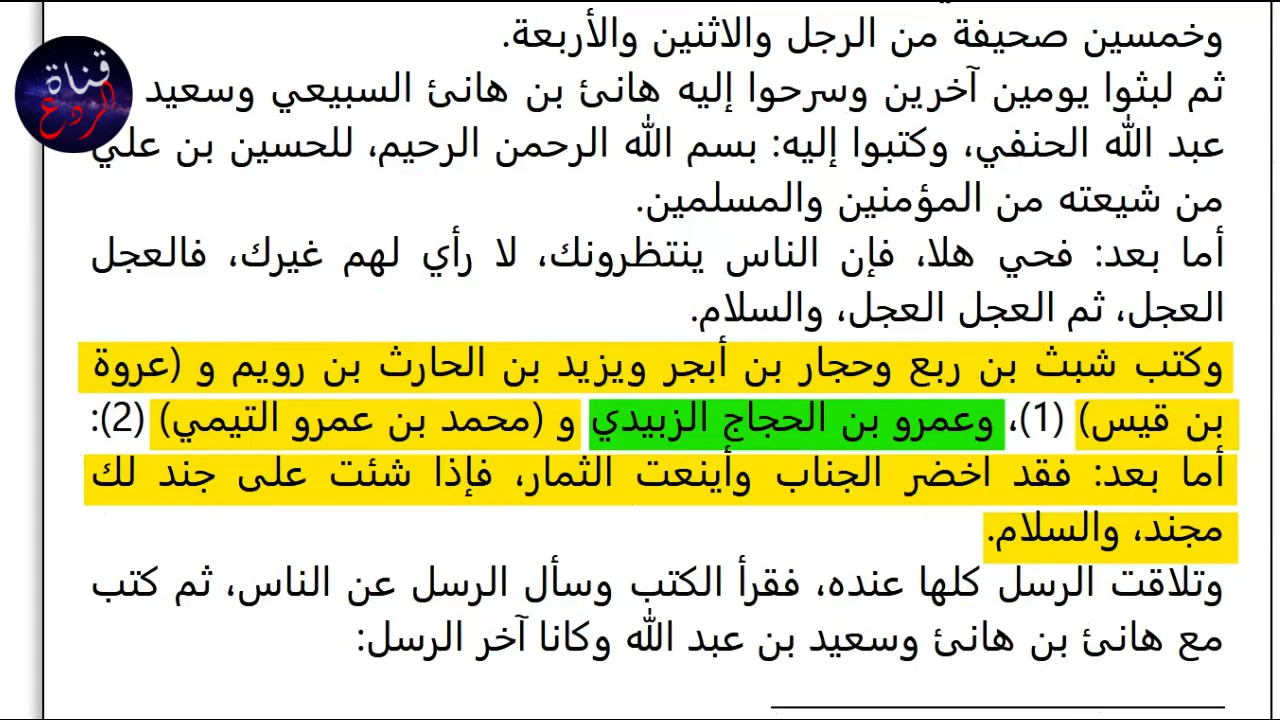 وخمسين صحيفة من الرجل والاثنين والأربعة.
ثم لبثوا يومين آخرين وسرحوا إليه هانئ بن هانئ السبيعي وسعيد
عبد الله الحنفي، وكتبوا إليه: بسم الله الرحمن الرحيم، للحسين بن علي
من شيعته من المؤمنين والمسلمين.
أما بعد: فحي هلا، فإن الناس ينتظرونك، لا رأي لهم غيرك، فالعجل
العجل، ثم العجل العجل، والسلام.
وكتب شبث بن ربع وحجار بن أبجر ويزيد بن الحارث بن رويم و (عروة
بن قيس) (1)، وعمرو بن الحجاج الزبيدي و (محمد بن عمرو التيمي) (2):
أما بعد: فقد اخضر الجناب وأينعت الثمار، فإذا شئت على جند لك
مجند، والسلام.
وتلاقت الرسل كلها عنده، فقرأ الكتب وسأل الرسل عن الناس، ثم كتب
مع هانئ بن هانئ وسعيد بن عبد الله وكانا آخر الرسل:
قناة
الردع